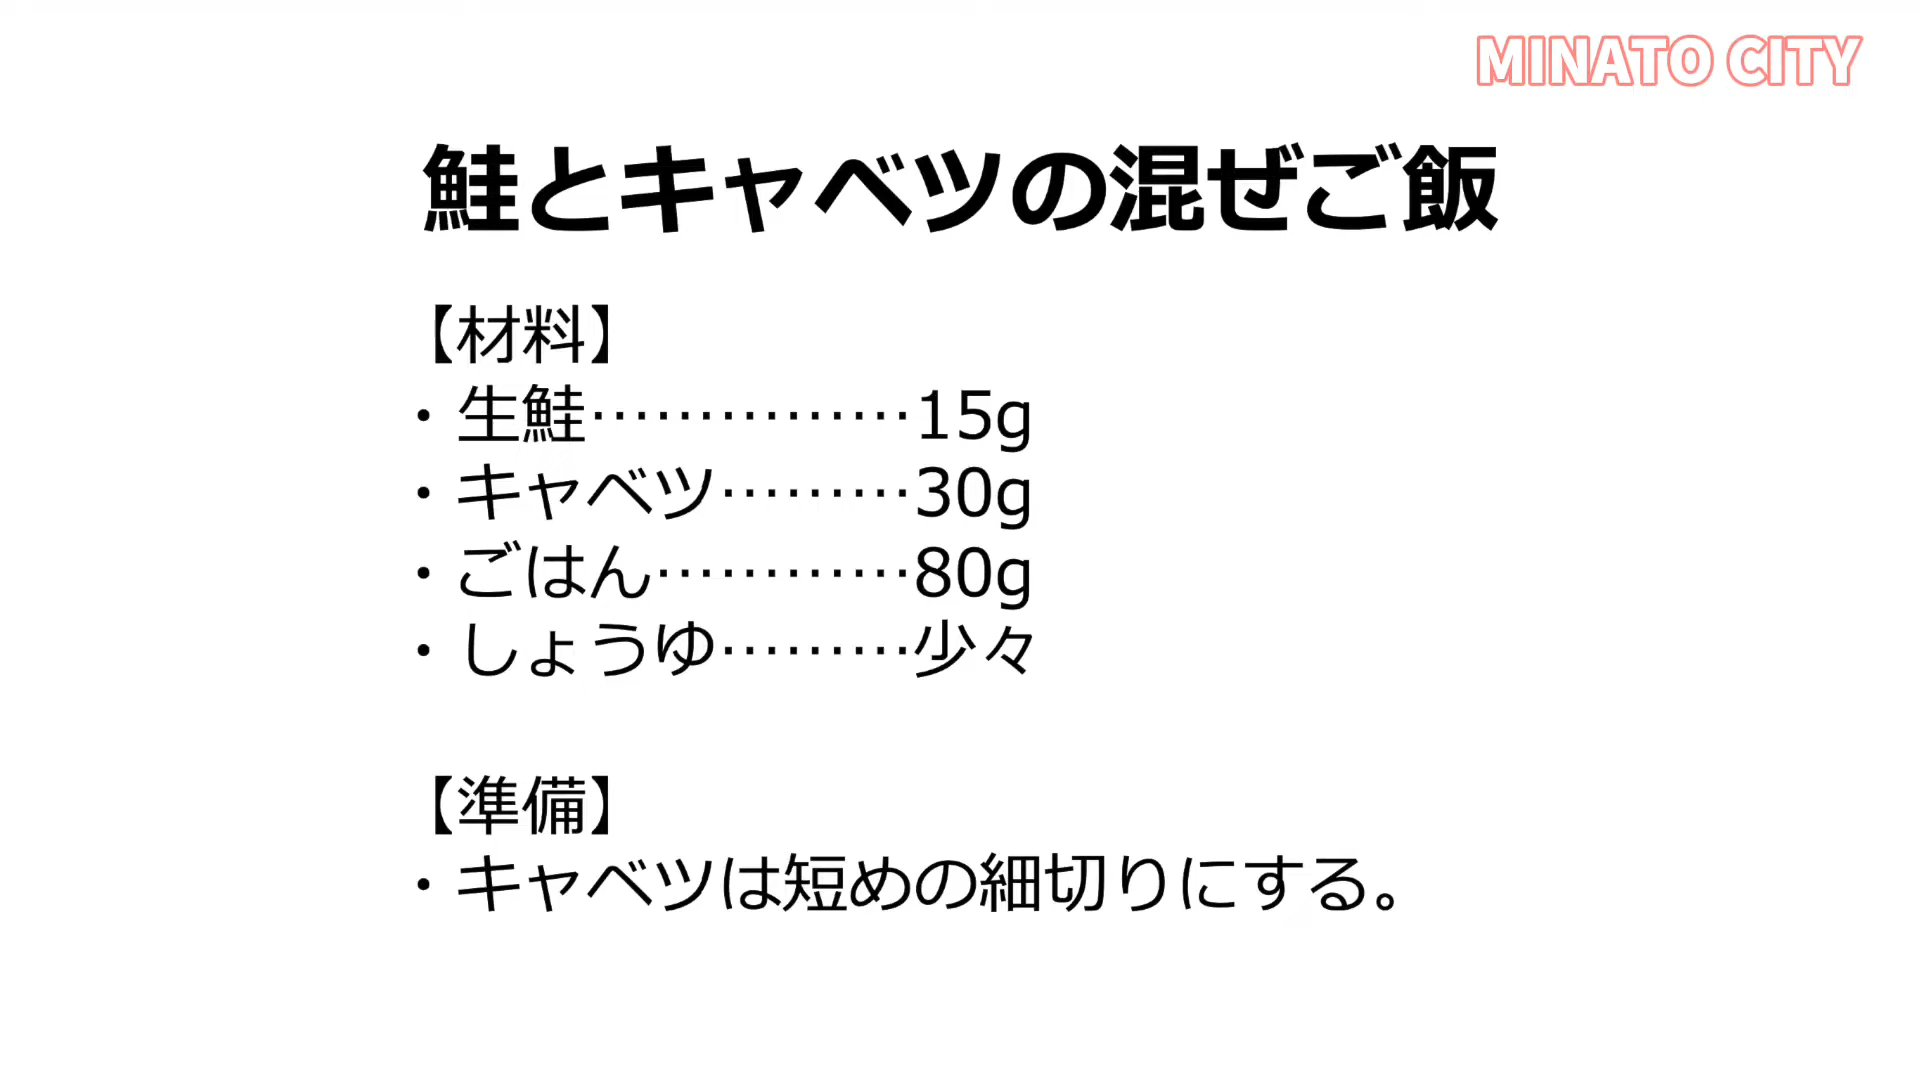 MINATO CITY
鮭とキャベツの混ぜご飯
【材料】
・生鮭……………15g
・キャベツ………30g
・ごはん…………80g
・しょうゆ………少々
【準備】
・キャベツは短めの細切りにする。